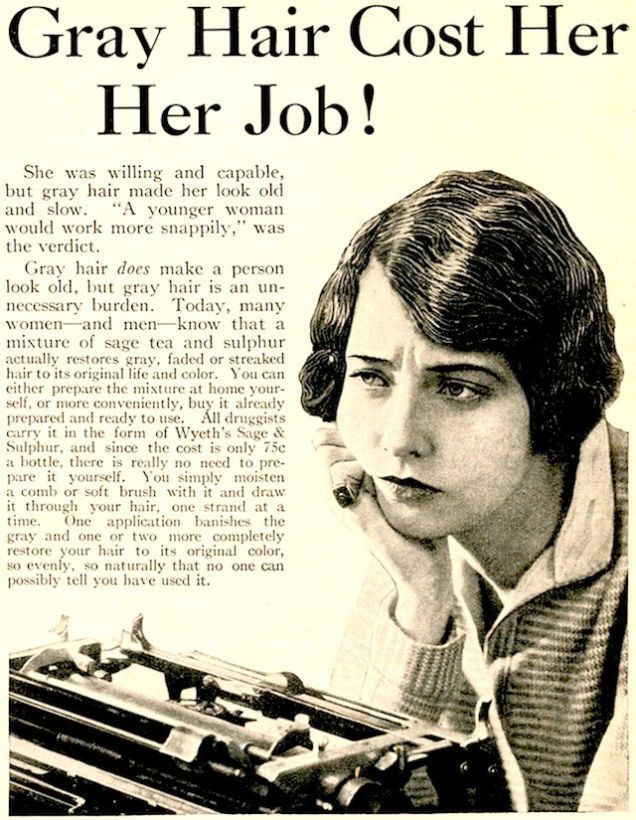 Gray Hair Cost Her
Her Job!
She was willing and capable,
but gray hair made her look old
and slow. "A younger woman
would work more snappily," was
the verdict.
Gray hair does make a person
look old, but gray hair is an un-
necessary burden. Today, many
women—and men—know that a
mixture of sage tea and sulphur
actually restores gray, faded or streaked
hair to its original life and color. You can
either prepare the mixture at home your-
self, or more conveniently, buy it already
prepared and ready to use. All druggists
carry it in the form of Wyeth's Sage &
Sulphur, and since the cost is only 75c
a bottle, there is really no need to pre-
pare it yourself. You simply moisten
a comb or soft brush with it and draw
it through your hair, one strand at a
time. One application banishes the
gray and one or two more completely
restore your hair to its original color,
so evenly, so naturally that no one can
possibly tell you have used it.